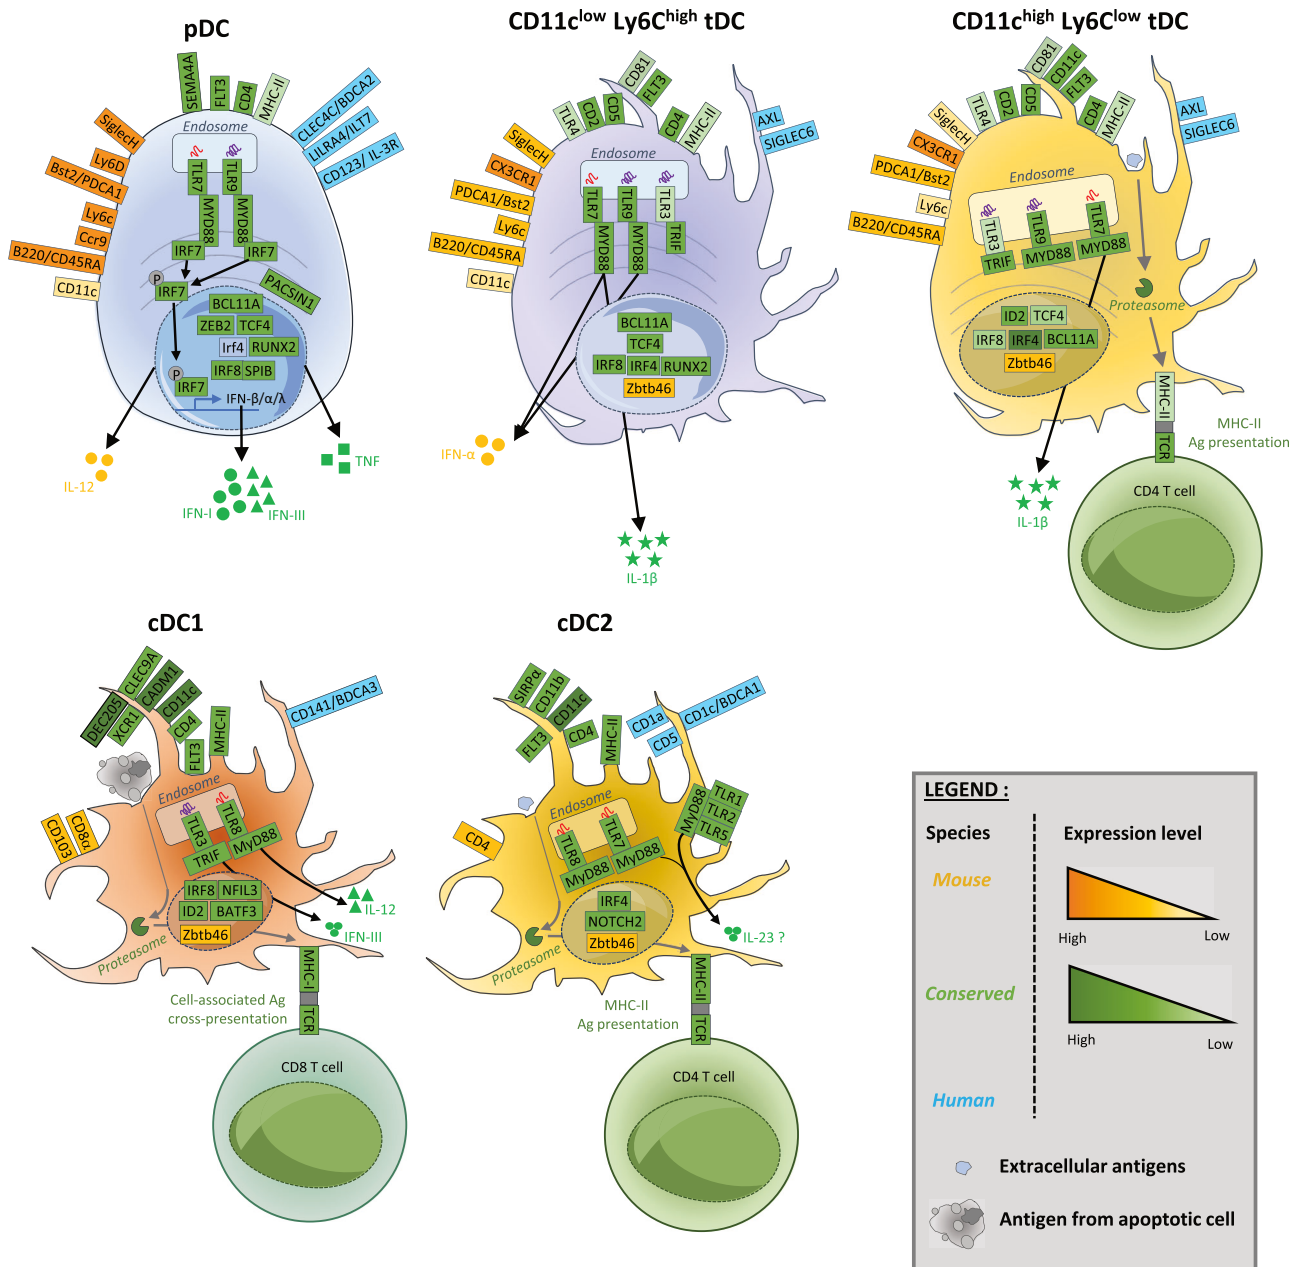 pDC
SEMA4A
FLT3
CD4
MHC-II
CLEC4C/BDCA2
LILRA4/ILT7
CD123/ IL-3R
SiglecH
Ly6D
Bst2/PDCA1
Ly6c
Ccr9
B220/CD45RA
CD11c
Endosome
TLR7
TLR9
MYD88
MYD88
IRF7
IRF7
P
IRF7
PACSIN1
BCL11A
ZEB2
TCF4
Irf4
RUNX2
IRF8
SPIB
P
IRF7
IFN-β/α/λ
IL-12
IFN-I
IFN-III
TNF
CD11clow Ly6Chigh tDC
TLR4
CD2
CD5
CD81
FLT3
CD4
MHC-II
AXL
SIGLEC6
SiglecH
CX3CR1
PDCA1/Bst2
Ly6c
B220/CD45RA
CD11c
Endosome
TLR7
TLR9
TLR3
MYD88
MYD88
TRIF
BCL11A
TCF4
IRF8
IRF4
RUNX2
Zbtb46
IFN-α
IL-1β
CD11chigh Ly6Clow tDC
TLR4
CD2
CD5
CD81
CD11c
FLT3
CD4
MHC-II
AXL
SIGLEC6
SiglecH
CX3CR1
PDCA1/Bst2
Ly6c
B220/CD45RA
Endosome
TLR3
TLR9
TLR7
TRIF
MYD88
MYD88
Proteasome
ID2
TCF4
IRF8
IRF4
BCL11A
Zbtb46
IL-1β
MHC-II
TCR
MHC-II
Ag presentation
CD4 T cell
cDC1
DEC205
XCR1
CLEC9A
CADM1
CD11c
CD4
FLT3
MHC-II
CD141/BDCA3
CD103
CD8α
Endosome
TLR3
TLR8
TRIF
MyD88
IRF8
NFIL3
ID2
BATF3
Zbtb46
Proteasome
IL-12
IFN-III
Cell-associated Ag
cross-presentation
MHC-I
TCR
CD8 T cell
cDC2
SIRPα
CD11b
CD11c
FLT3
CD4
MHC-II
CD1a
CD5
CD1c/BDCA1
CD4
Endosome
TLR8
TLR7
MyD88
MyD88
MyD88
TLR1
TLR2
TLR5
IRF4
NOTCH2
Zbtb46
Proteasome
IL-23 ?
MHC-II
Ag presentation
MHC-II
TCR
CD4 T cell
LEGEND :
Species
Expression level
Mouse
High
Low
Conserved
High
Low
Human
Extracellular antigens
Antigen from apoptotic cell